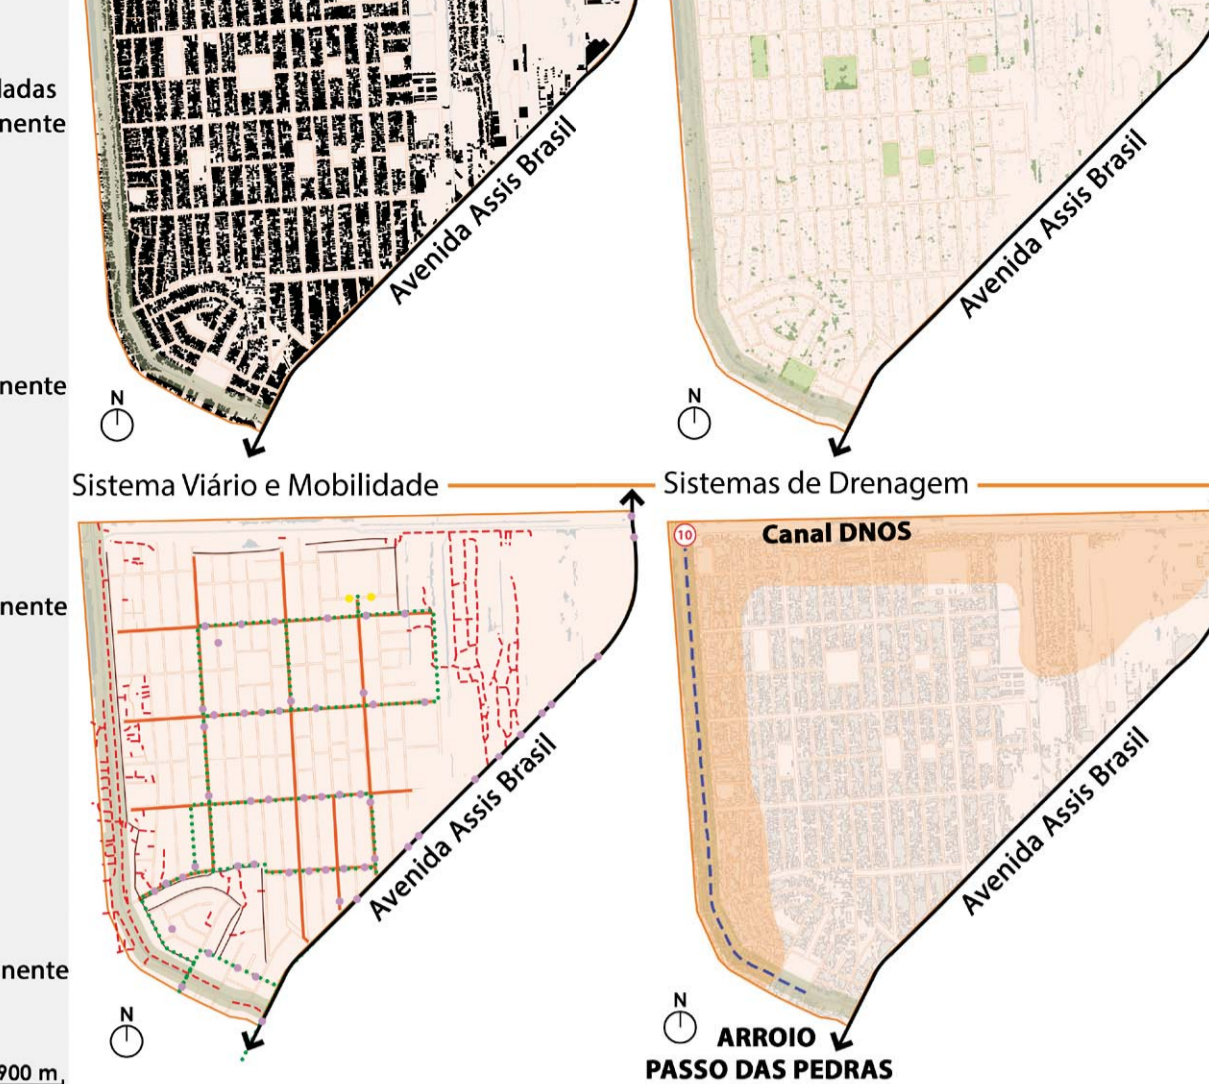 ladas
nente
Avenida Assis Brasil
Avenida Assis Brasil
nente
N
N
Sistema Viário e Mobilidade
Sistemas de Drenagem
10
Canal DNOS
nente
Avenida Assis Brasil
Avenida Assis Brasil
nente
N
N
ARROIO
PASSO DAS PEDRAS
900 m